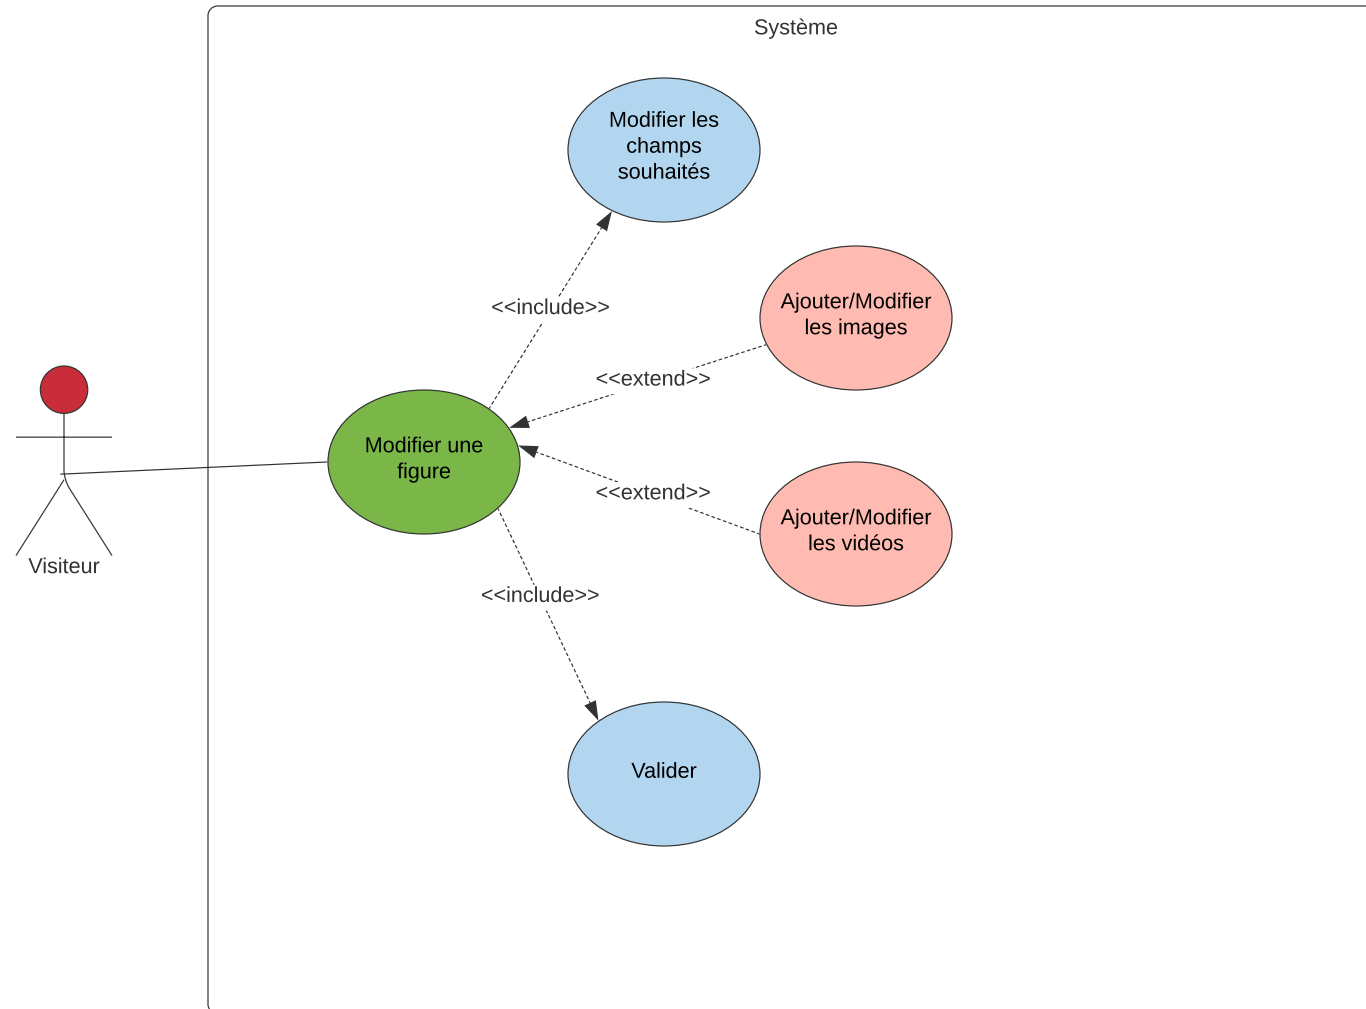 Système
Modifier les
champs
souhaités
Ajouter/Modifier
les images
<<include>>
<<extend>>
Modifier une
figure
<<extend>>
Ajouter/Modifier
les vidéos
Visiteur
<<include>>
Valider